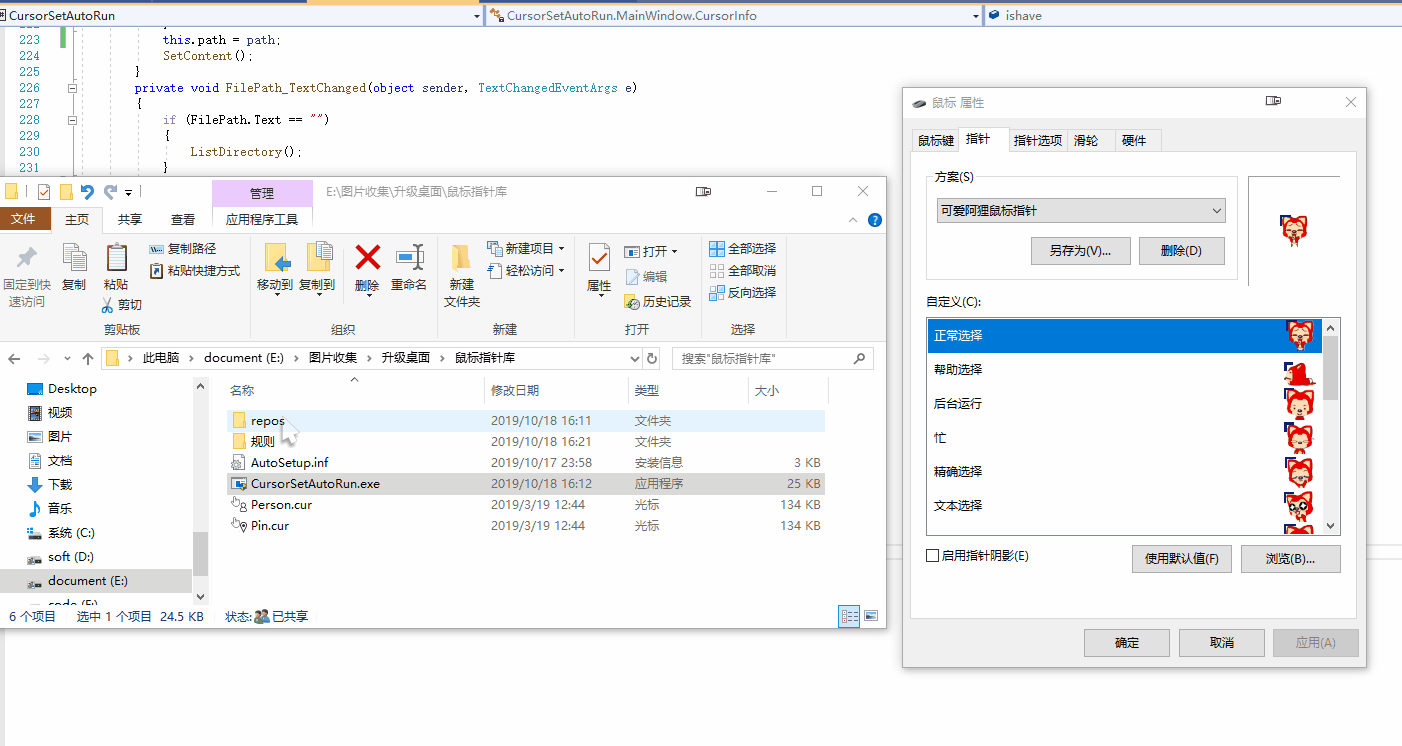 CursorSetAutoRun
CursorSetAutoRun.MainWindow.CursorInfo
ishave
223 this.path = path;
224 SetContent();
225 }
226 private void FilePath_TextChanged(object sender, TextChangedEventArgs e)
227 {
228 if (FilePath.Text == "")
229 {
230 ListDirectory();
231 }
管理
E:\图片收集\升级桌面\鼠标指针库
文件
主页
共享
查看
应用程序工具
固定到快
速访问
复制
粘贴
复制路径
粘贴快捷方式
剪切
剪贴板
移动到
复制到
删除
重命名
组织
新建
文件夹
新建项目
轻松访问
新建
属性
打开
编辑
历史记录
打开
全部选择
全部取消
反向选择
选择
此电脑 document (E:) 图片收集 升级桌面 鼠标指针库
搜索"鼠标指针库"
Desktop
视频
图片
文档
下载
音乐
系统 (C:)
soft (D:)
document (E:)
code (F:)
名称 修改日期 类型 大小
repos 2019/10/18 16:11 文件夹
规则 2019/10/18 16:21 文件夹
AutoSetup.inf 2019/10/17 23:58 安装信息 3 KB
CursorSetAutoRun.exe 2019/10/18 16:12 应用程序 25 KB
Person.cur 2019/3/19 12:44 光标 134 KB
Pin.cur 2019/3/19 12:44 光标 134 KB
6 个项目 选中 1 个项目 24.5 KB 状态: 已共享
鼠标 属性
鼠标键
指针
指针选项
滑轮
硬件
方案(S)
可爱阿狸鼠标指针
另存为(V)...
删除(D)
自定义(C):
正常选择
帮助选择
后台运行
忙
精确选择
文本选择
启用指针阴影(E)
使用默认值(F)
浏览(B)...
确定
取消
应用(A)